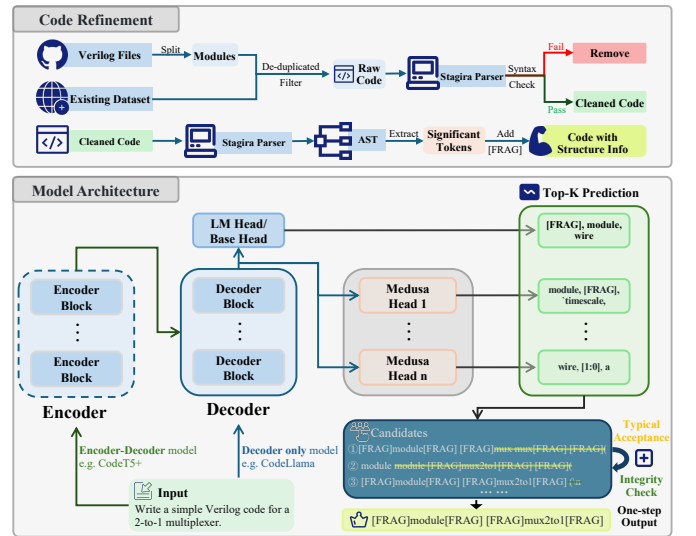 Code Refinement
Verilog Files
Split
Modules
De-duplicated
Filter
Existing Dataset
Raw
Code
Stagira Parser
Syntax
Check
Fail
Remove
Pass
Cleaned Code
Cleaned Code
Stagira Parser
AST
Extract
Significant
Tokens
Add
[FRAG]
Code with
Structure Info
Model Architecture
Top-K Prediction
LM Head/
Base Head
[FRAG], module,
wire
Encoder
Block
Encoder
Block
Encoder
Decoder
Block
Decoder
Block
Decoder
Medusa
Head 1
Medusa
Head n
module, [FRAG],
`timescale,
wire, [1:0], a
Encoder-Decoder model
e.g. CodeT5+
Decoder only model
e.g. CodeLlama
Input
Write a simple Verilog code for a
2-to-1 multiplexer.
Candidates
①[FRAG]module[FRAG] [FRAG]mux mux[FRAG] [FRAG](
② module module [FRAG]mux2to1[FRAG] [FRAG](
③ [FRAG]module[FRAG] [FRAG]mux2to1[FRAG]
... ...
Typical
Acceptance
Integrity
Check
One-step
Output
[FRAG]module[FRAG] [FRAG]mux2to1[FRAG]